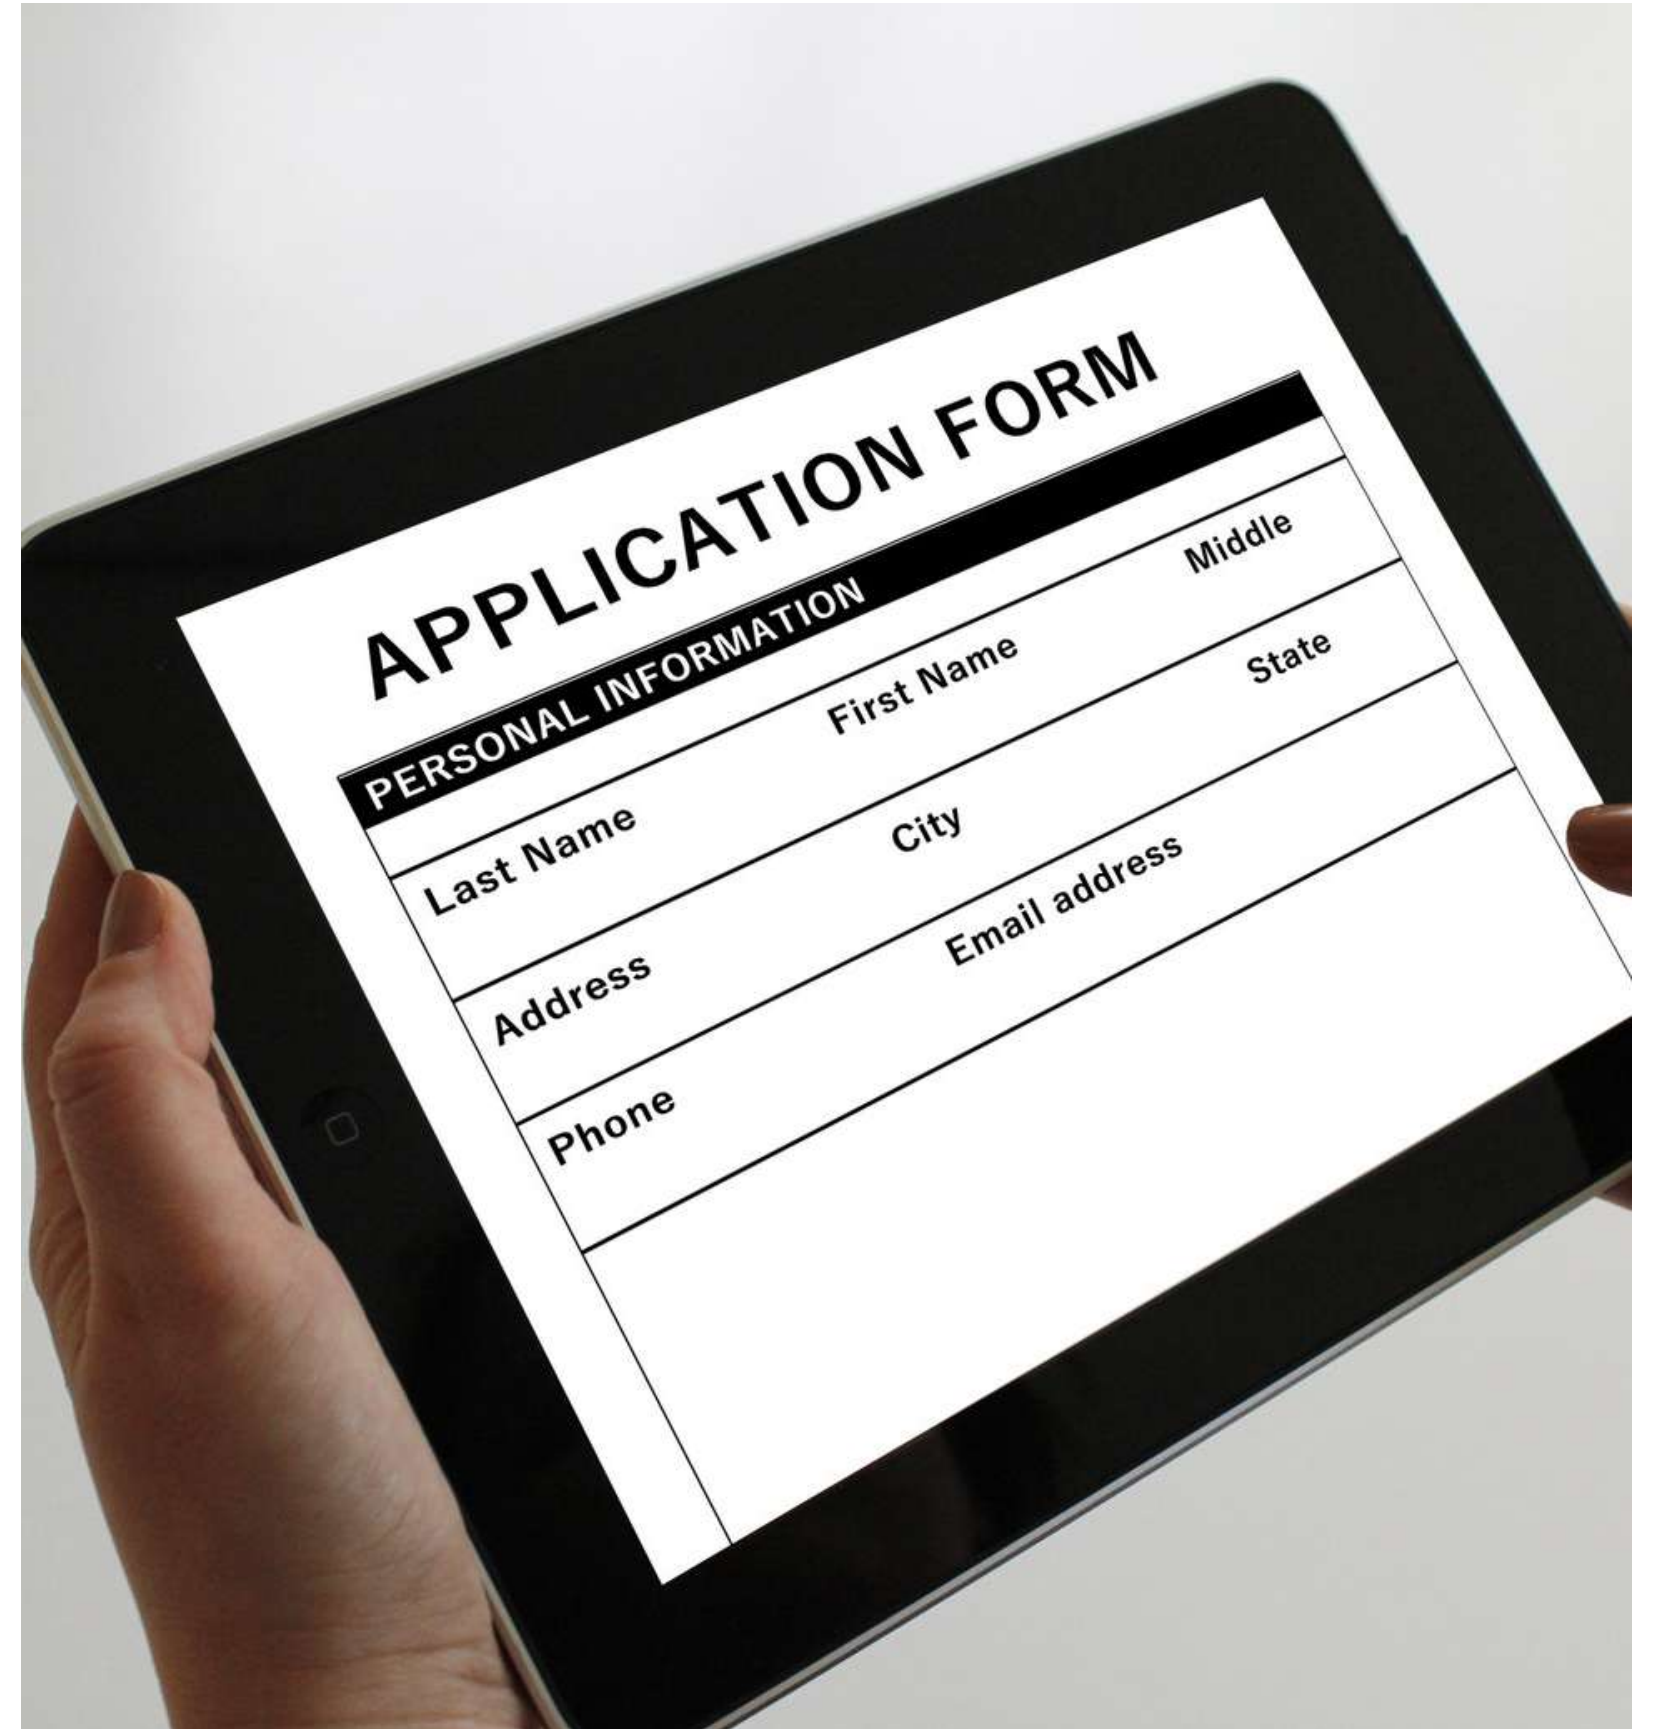 APPLICATION FORM
PERSONAL INFORMATION
Last Name First Name Middle
Address City State
Phone Email address